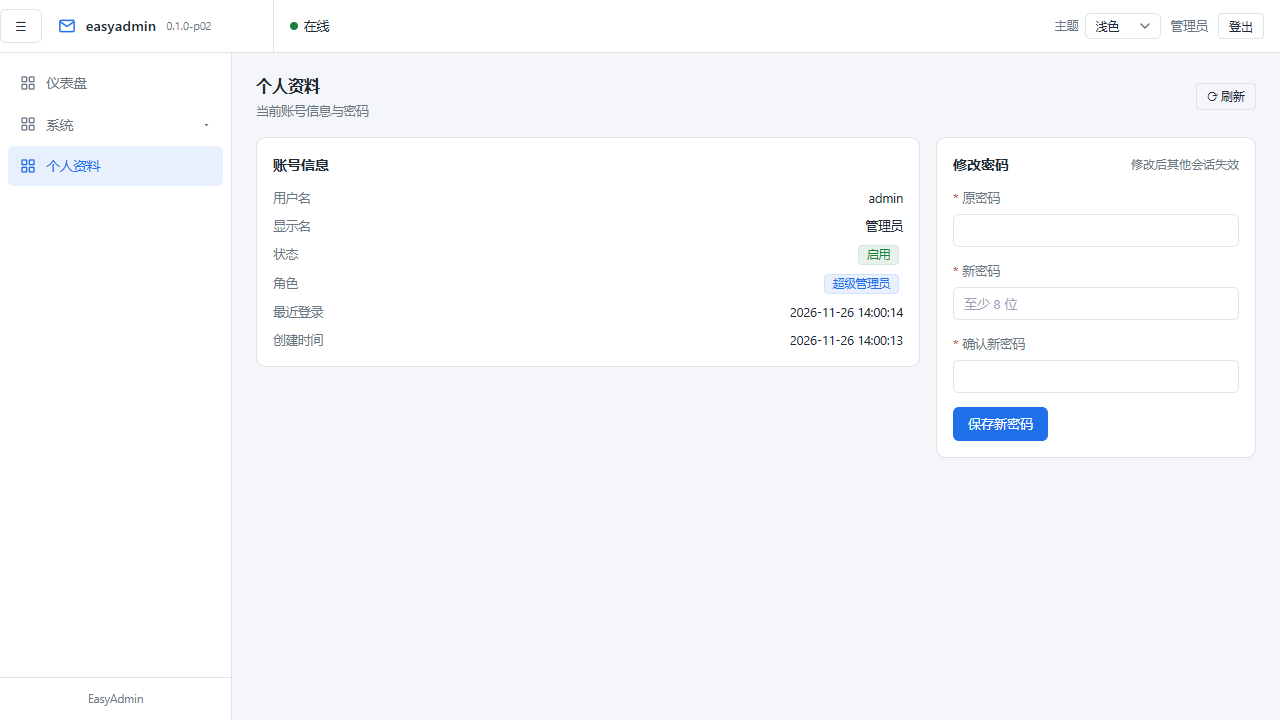 easyadmin 0.1.0-p02
在线
主题 浅色 管理员 登出
仪表盘
系统
个人资料
EasyAdmin
个人资料
当前账号信息与密码
刷新
账号信息
用户名 admin
显示名 管理员
状态 启用
角色 超级管理员
最近登录 2026-11-26 14:00:14
创建时间 2026-11-26 14:00:13
修改密码 修改后其他会话失效
* 原密码
* 新密码
至少 8 位
* 确认新密码
保存新密码